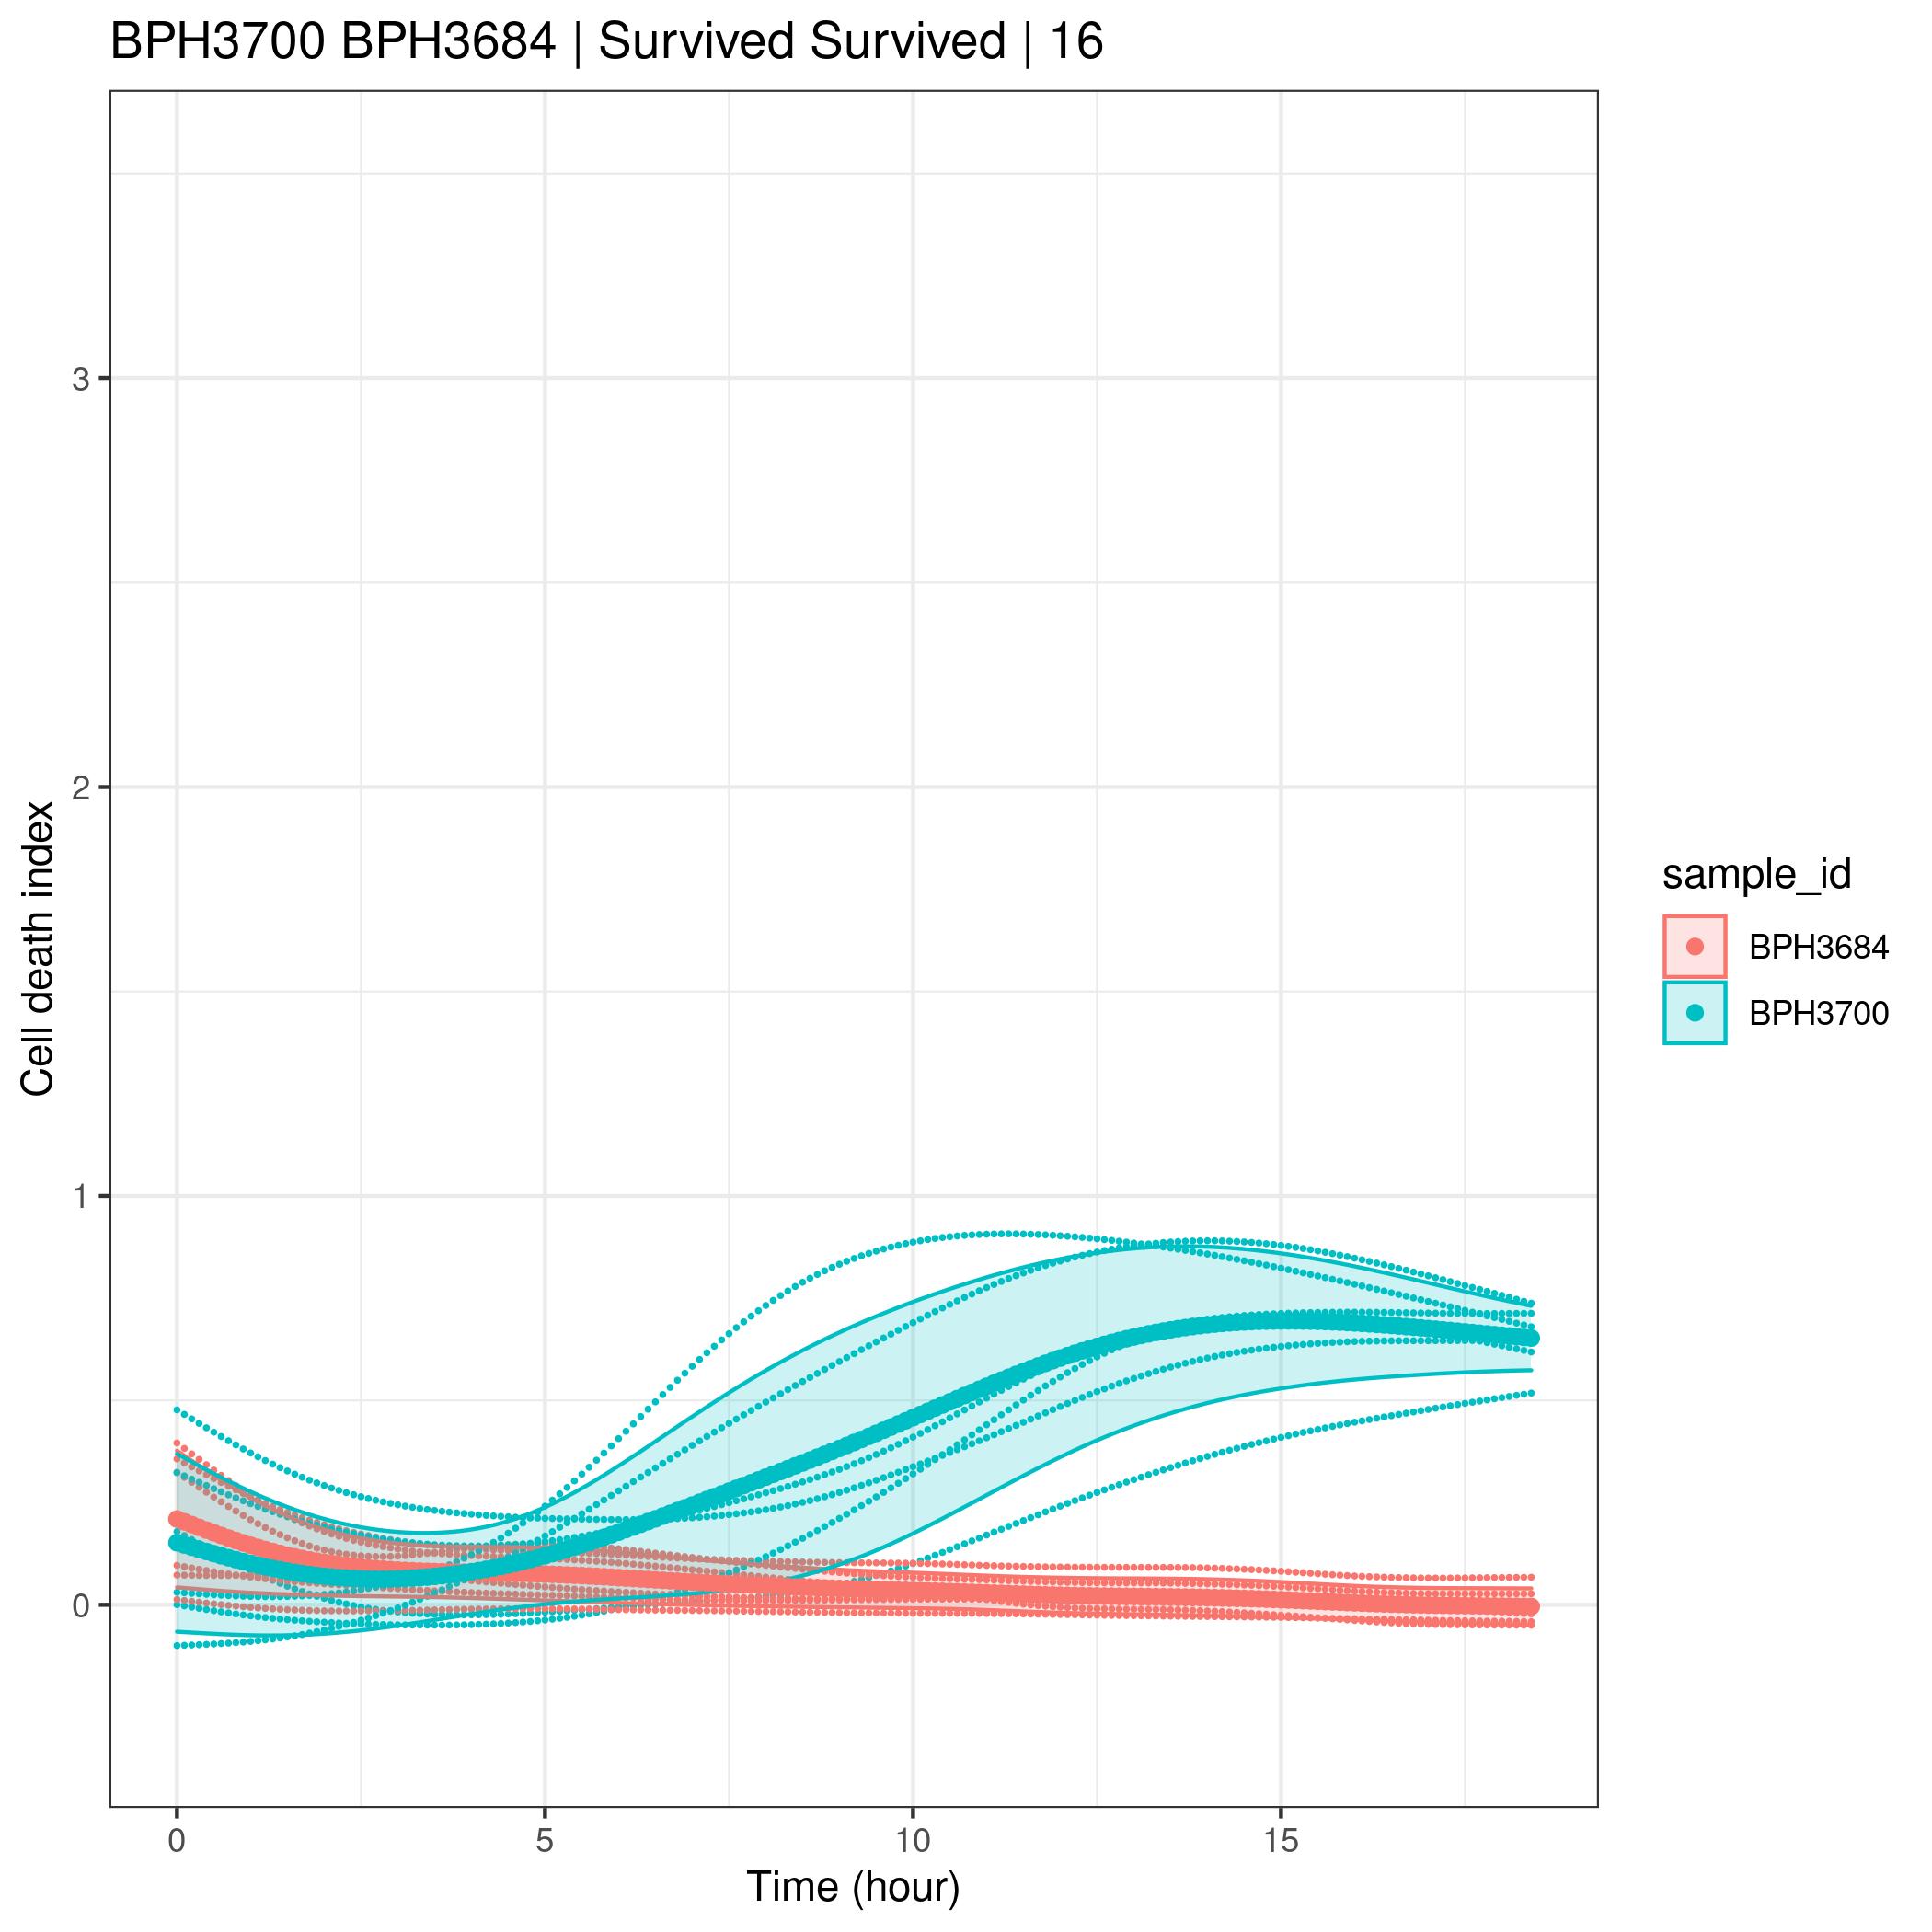 BPH3700 BPH3684 | Survived Survived | 16
Cell death index
3
2
1
0
0 5 10 15
Time (hour)
sample_id
BPH3684
BPH3700